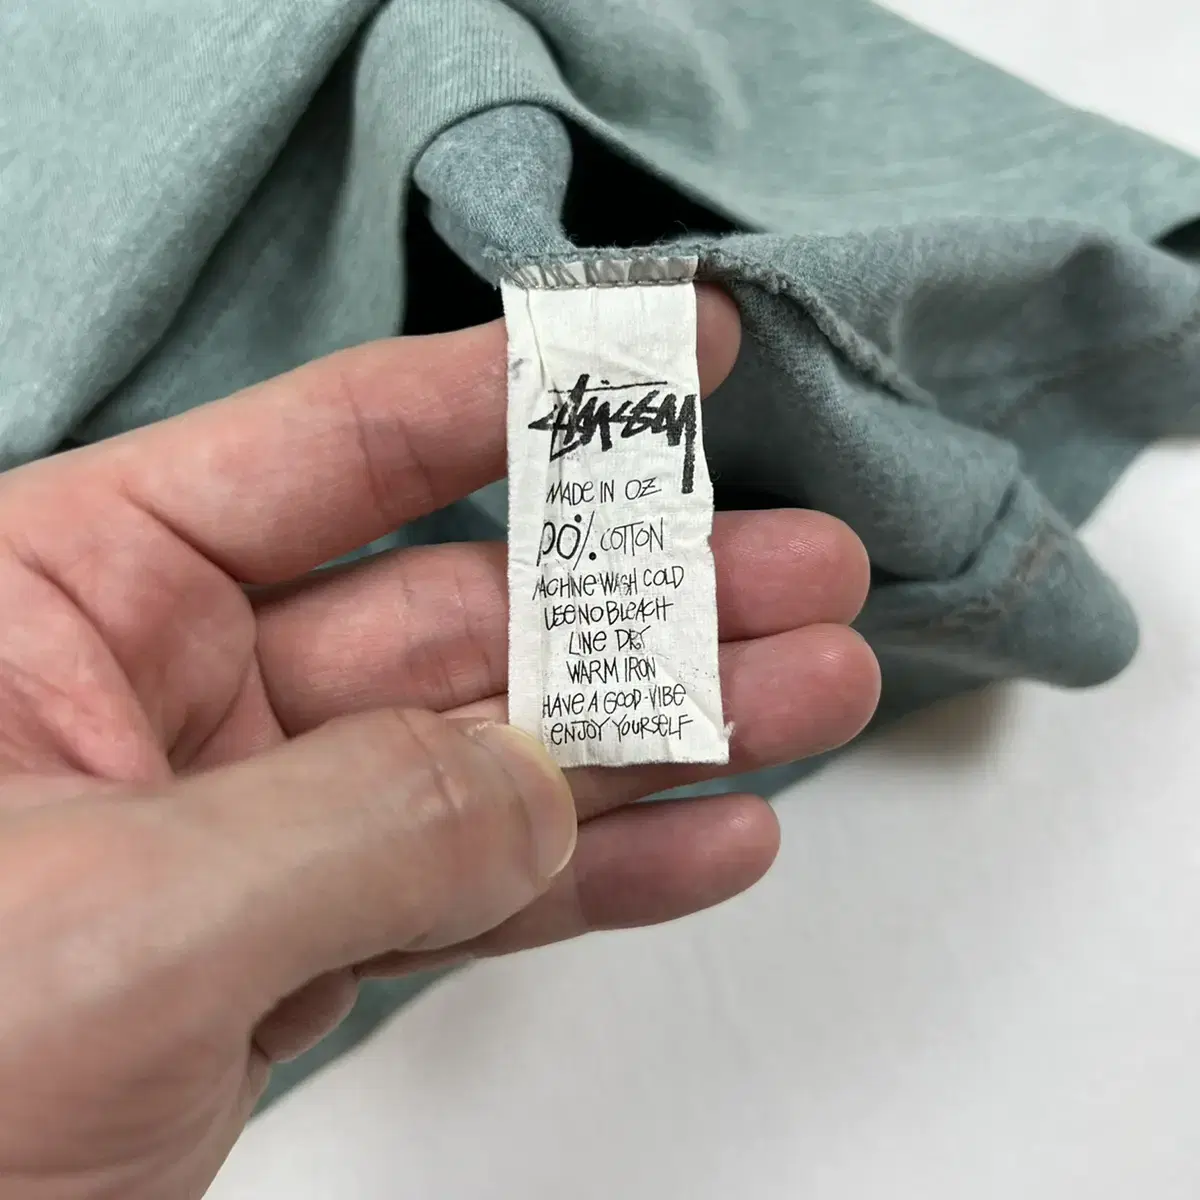 STÜSSY
MADE IN OZ
100% COTTON
MACHINE WASH COLD
USE NO BLEACH
LINE DRY
WARM IRON
HAVE A GOOD-VIBE
ENJOY YOURSELF